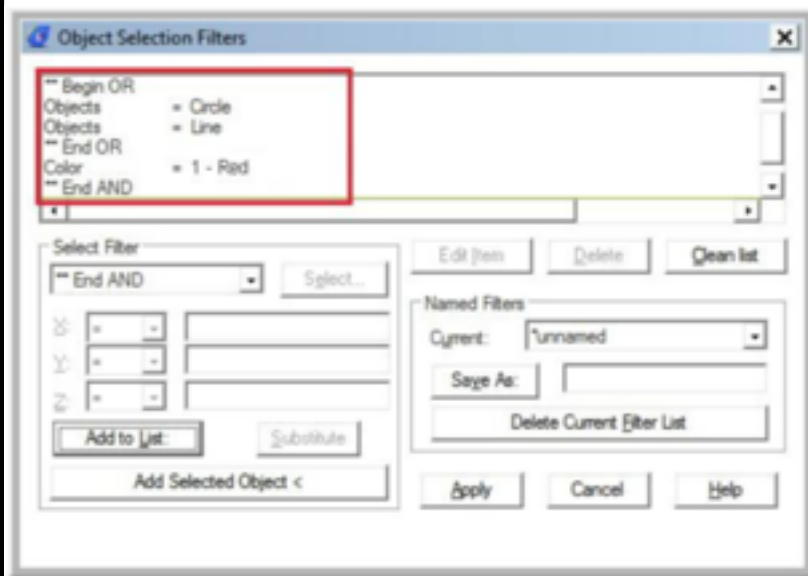 Object Selection Filters
** Begin OR
Objects = Circle
Objects = Line
** End OR
Color = 1 - Red
** End AND
Select Filter
** End AND
Select...
X: =
Y: =
Z: =
Add to List:
Substitute
Add Selected Object <
Edit Item
Delete
Clean list
Named Filters
Current: *unnamed
Save As:
Delete Current Filter List
Apply
Cancel
Help